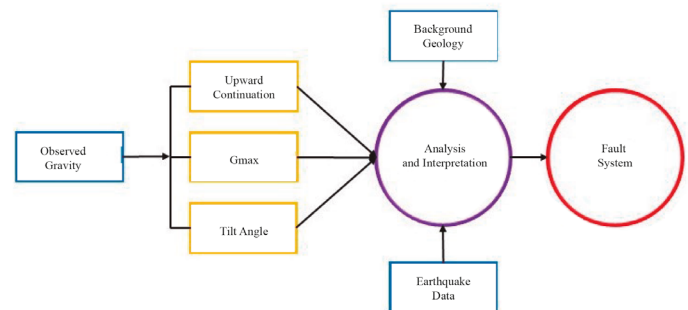 Background
Geology
Upward
Continuation
Observed
Gravity
Gmax
Analysis
and Interpretation
Fault
System
Tilt Angle
Earthquake
Data